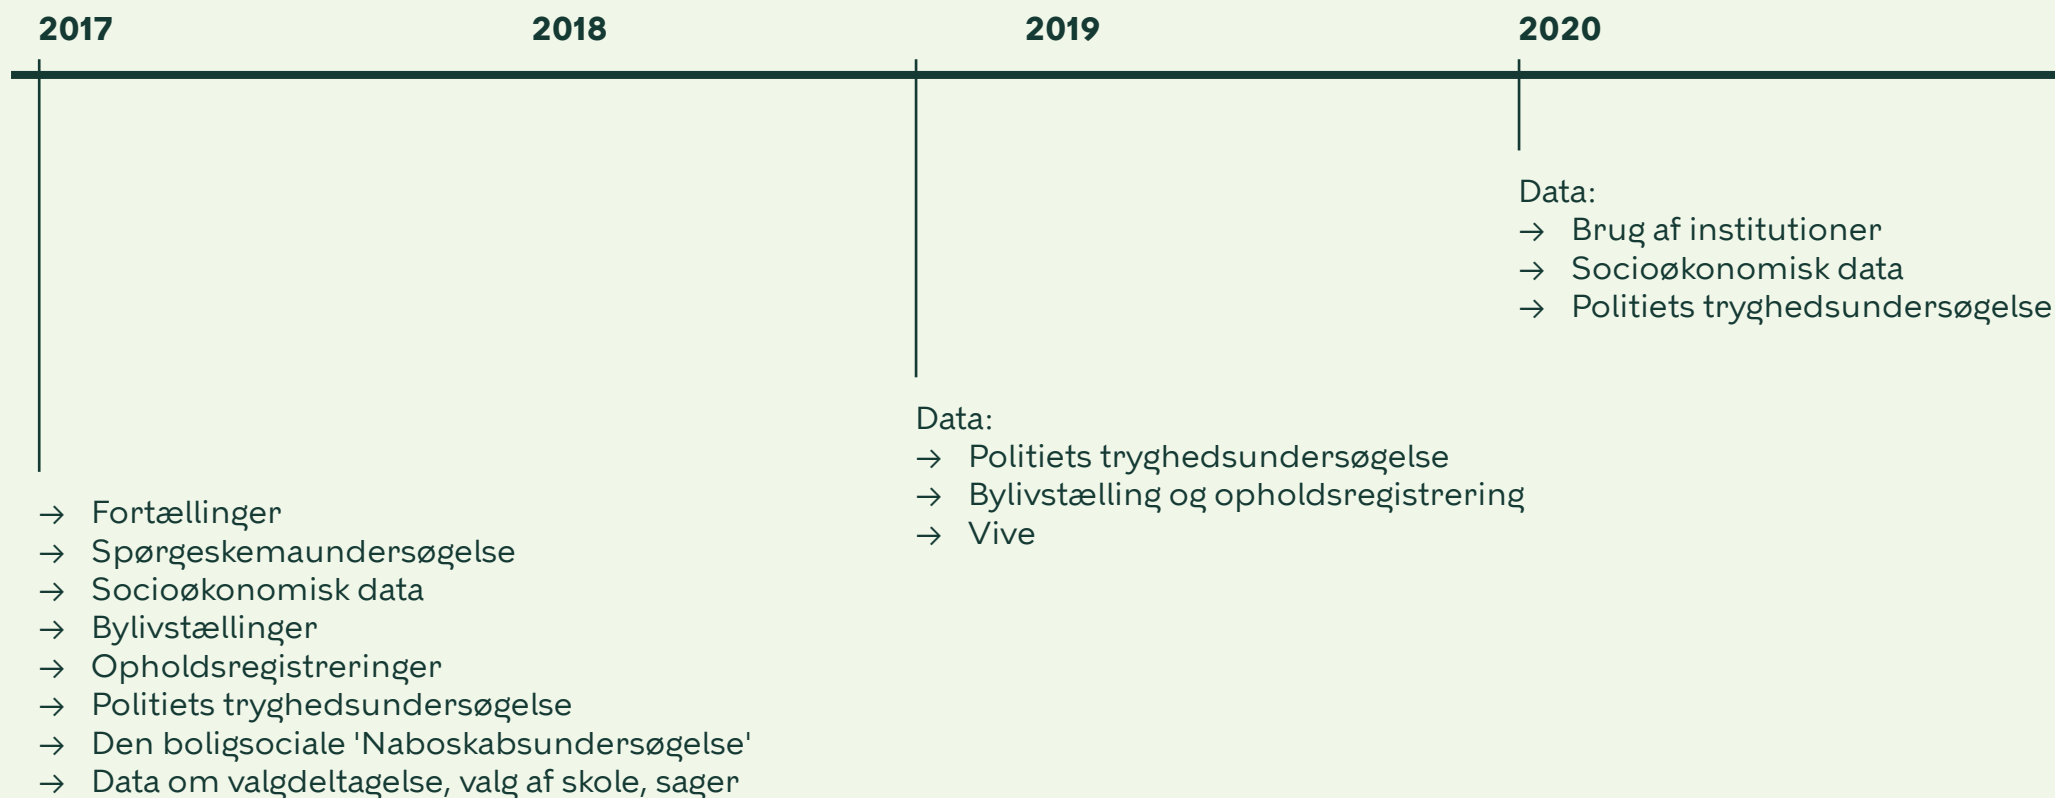 2017
2018
2019
2020
→ Fortællinger
→ Spørgeskemaundersøgelse
→ Socioøkonomisk data
→ Bylivstællinger
→ Opholdsregistreringer
→ Politiets tryghedsundersøgelse
→ Den boligsociale 'Naboskabsundersøgelse'
→ Data om valgdeltagelse, valg af skole, sager
Data:
→ Politiets tryghedsundersøgelse
→ Bylivstælling og opholdsregistrering
→ Vive
Data:
→ Brug af institutioner
→ Socioøkonomisk data
→ Politiets tryghedsundersøgelse